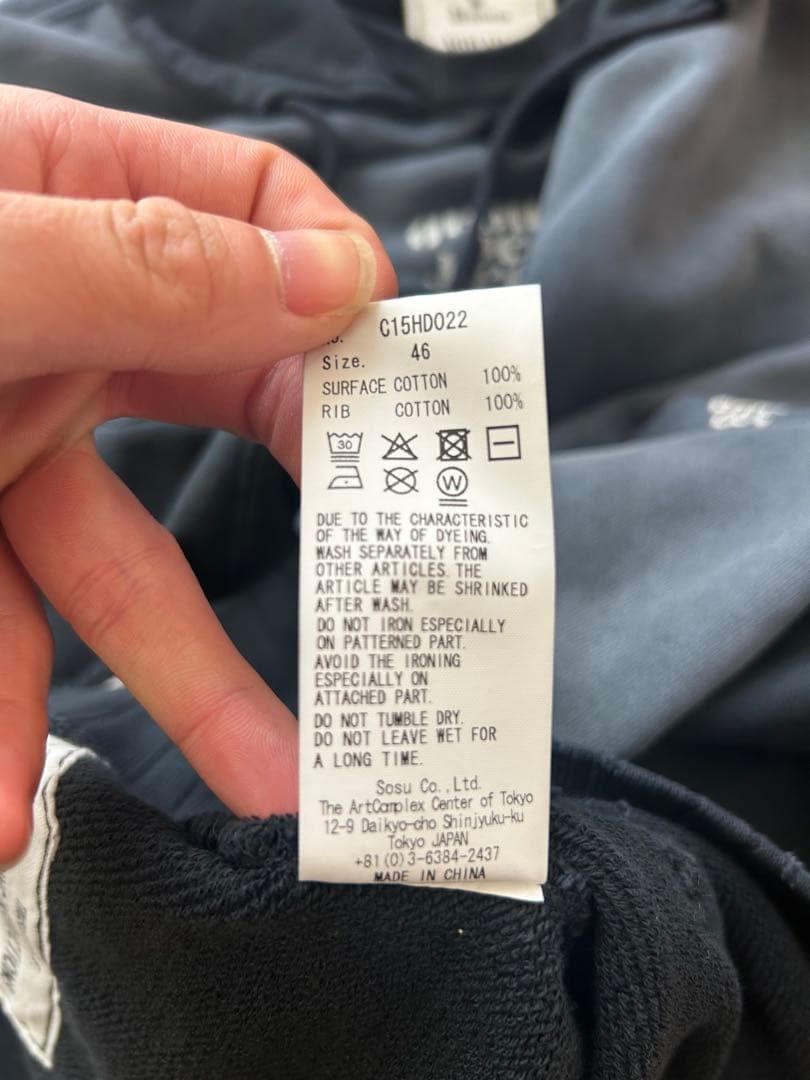 C15HD022
Size. 46
SURFACE COTTON 100%
RIB COTTON 100%
30
W
DUE TO THE CHARACTERISTIC
OF THE WAY OF DYEING.
WASH SEPARATELY FROM
OTHER ARTICLES. THE
ARTICLE MAY BE SHRINKED
AFTER WASH.
DO NOT IRON ESPECIALLY
ON PATTERNED PART.
AVOID THE IRONING
ESPECIALLY ON
ATTACHED PART.
DO NOT TUMBLE DRY.
DO NOT LEAVE WET FOR
A LONG TIME.
Sosu Co.,Ltd.
The ArtComplex Center of Tokyo
12-9 Daikyo-cho Shinjyuku-ku
Tokyo JAPAN
+81(0)3-6384-2437
MADE IN CHINA